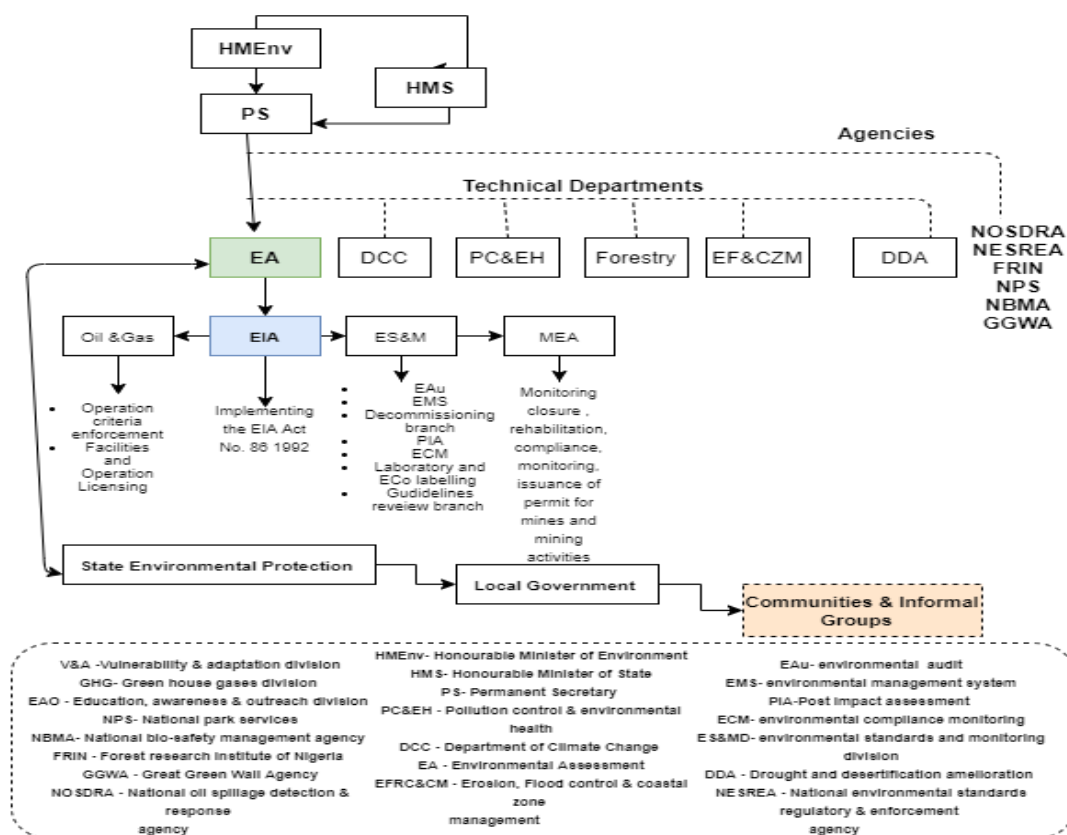 HMEnv
HMS
PS
Agencies
Technical Departments
NOSDRA
NESREA
FRIN
NPS
NBMA
GGWA
EA
DCC
PC&EH
Forestry
EF&CZM
DDA
Oil &Gas
EIA
ES&M
MEA
• Operation
criteria
enforcement
• Facilities
and
Operation
Licensing
Implementing
the EIA Act
No. 86 1992
• EAu
• EMS
• Decommissioning
branch
• PIA
• ECM
• Laboratory and
ECo labelling
• Gudidelines
reveiew branch
Monitoring
closure ,
rehabilitation,
compliance,
monitoring,
issuance of
permit for
mines and
mining
activities
State Environmental Protection
Local Government
Communities & Informal
Groups
V&A -Vulnerability & adaptation division
GHG- Green house gases division
EAO - Education, awareness & outreach division
NPS- National park services
NBMA- National bio-safety management agency
FRIN - Forest research Institute of Nigeria
GGWA - Great Green Wall Agency
NOSDRA - National oil spillage detection &
response
agency
HMEnv- Honourable Minister of Environment
HMS- Honourable Minister of State
PS- Permanent Secretary
PC&EH - Pollution control & environmental
health
DCC - Department of Climate Change
EA - Environmental Assessment
EFRC&CM - Erosion, Flood control & coastal
zone
management
EAu- environmental audit
EMS- environmental management system
PIA-Post impact assessment
ECM- environmental compliance monitoring
ES&MD- environmental standards and monitoring
division
DDA - Drought and desertification amelioration
NESREA - National environmental standards
regulatory & enforcement
agency